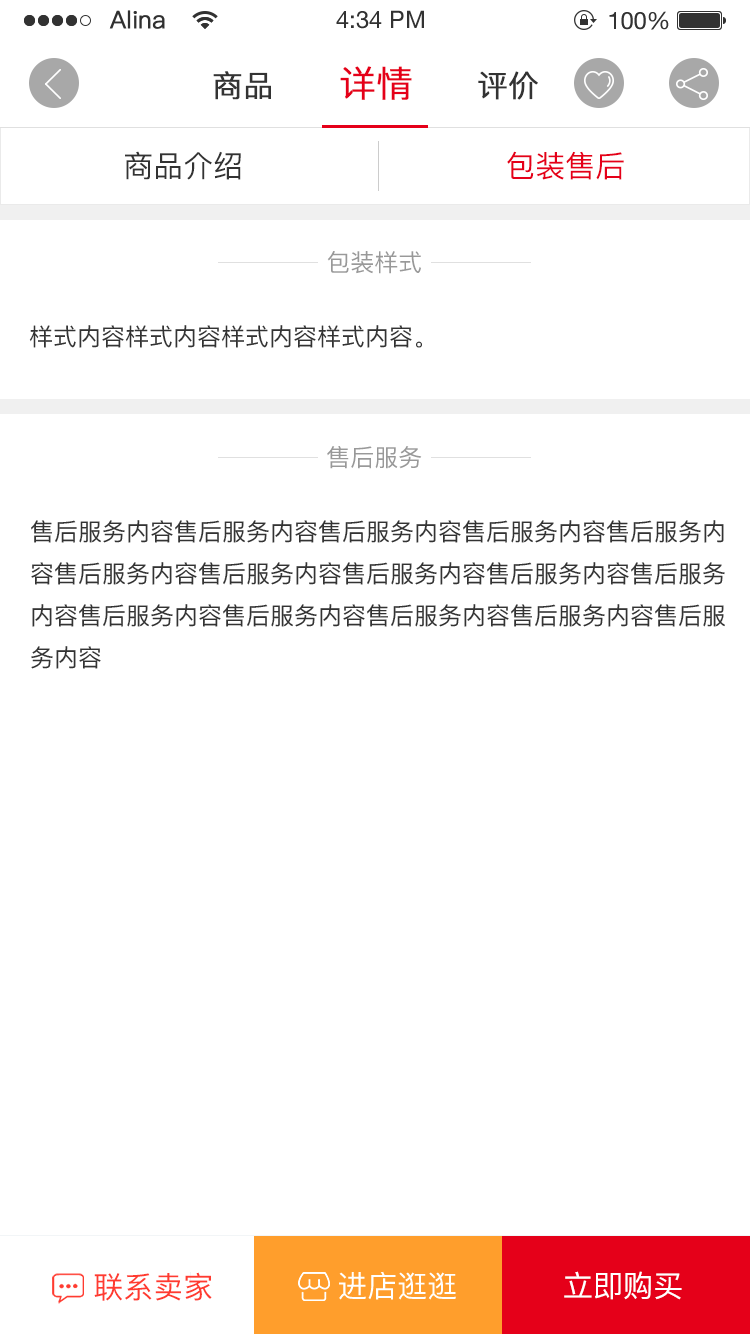 Alina 4:34 PM 100%
商品 详情 评价
商品介绍 包装售后
包装样式
样式内容样式内容样式内容样式内容。
售后服务
售后服务内容售后服务内容售后服务内容售后服务内容售后服务内
容售后服务内容售后服务内容售后服务内容售后服务内容售后服务
内容售后服务内容售后服务内容售后服务内容售后服务内容售后服
务内容
联系卖家 进店逛逛 立即购买